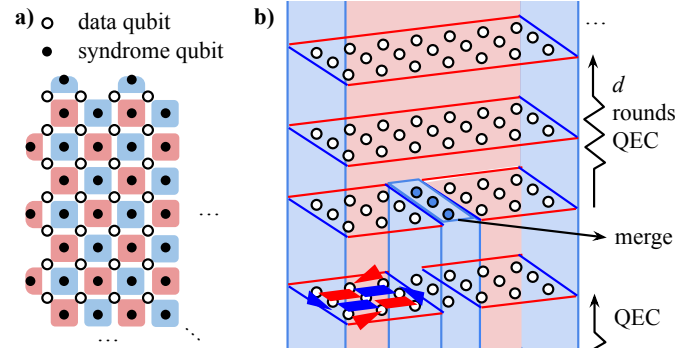 a)
data qubit
syndrome qubit
...
...
...
b)
...
d
rounds
QEC
merge
QEC